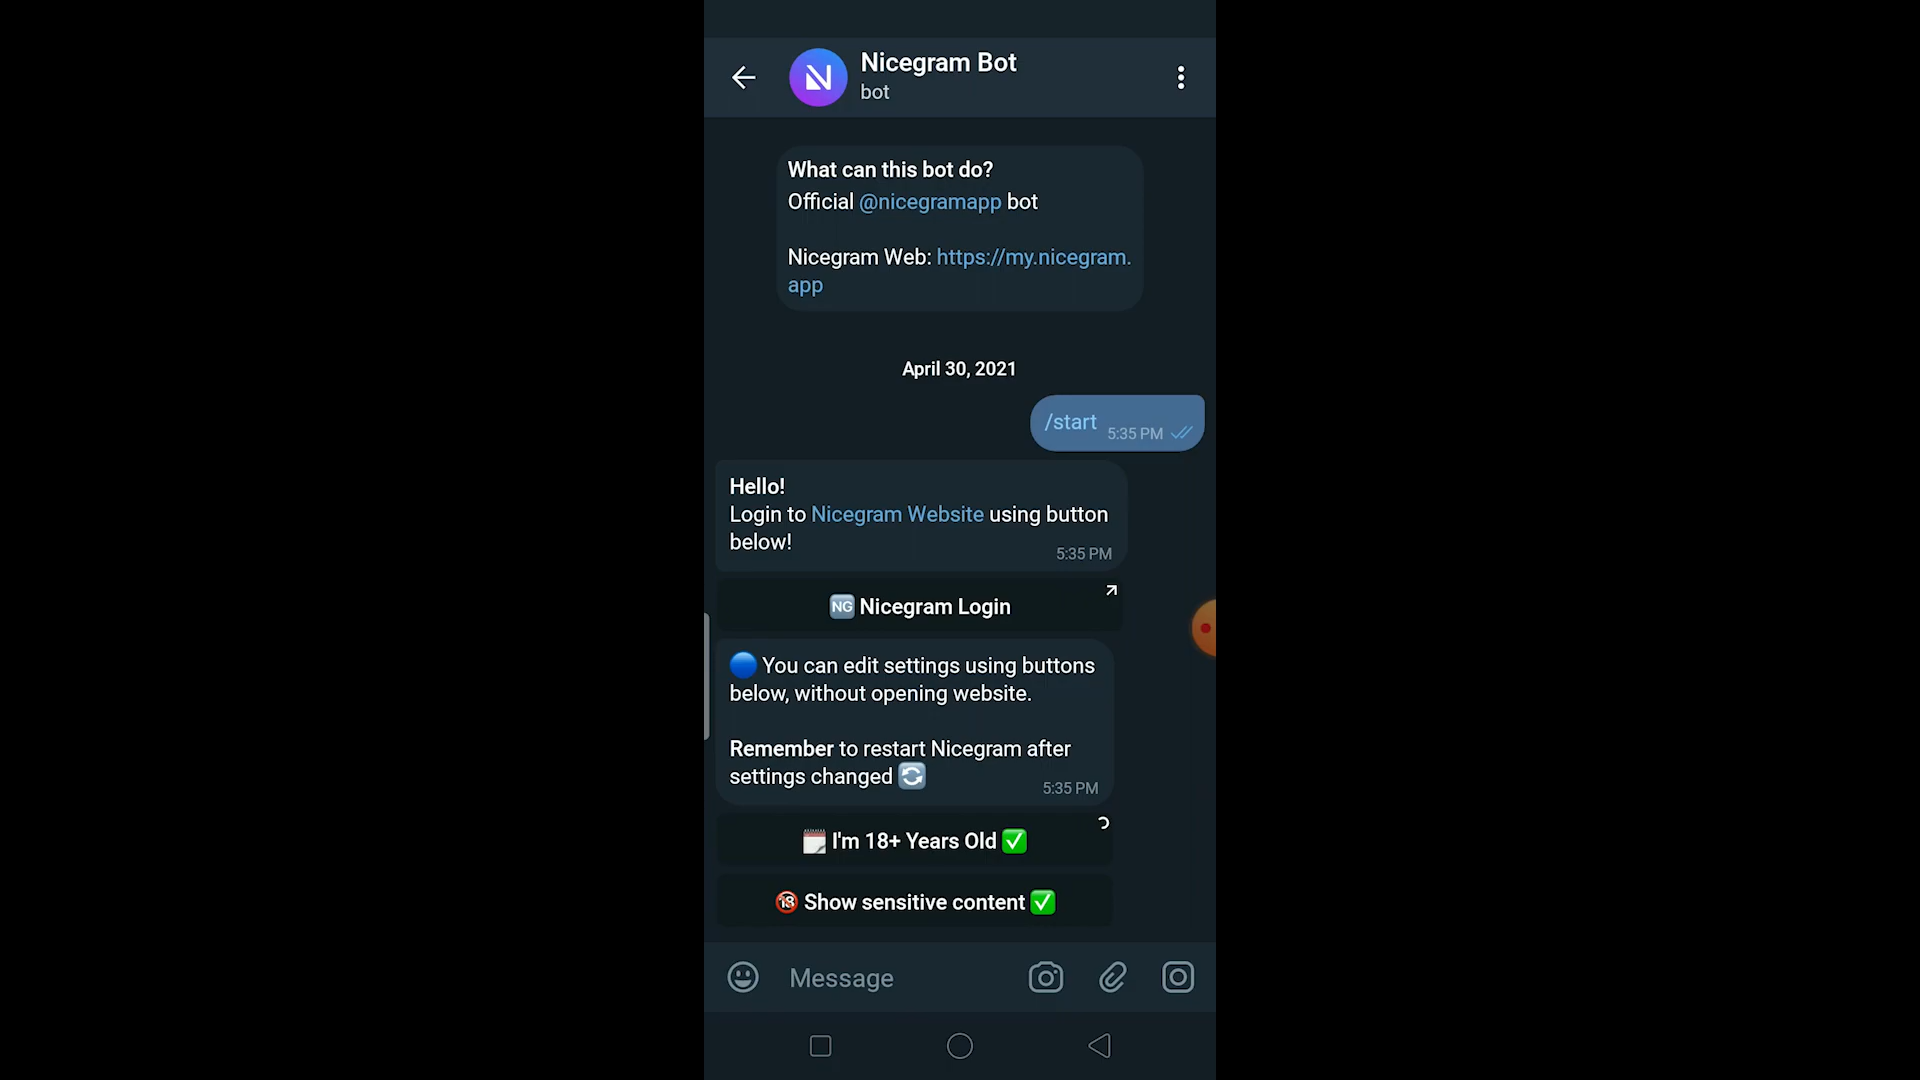 Nicegram Bot
bot
What can this bot do?
Official @nicegramapp bot
Nicegram Web: https://my.nicegram.
app
April 30, 2021
/start 5:35 PM
Hello!
Login to Nicegram Website using button
below!
5:35 PM
NG Nicegram Login
You can edit settings using buttons
below, without opening website.
Remember to restart Nicegram after
settings changed
5:35 PM
I'm 18+ Years Old ✅
🔞 Show sensitive content ✅
Message